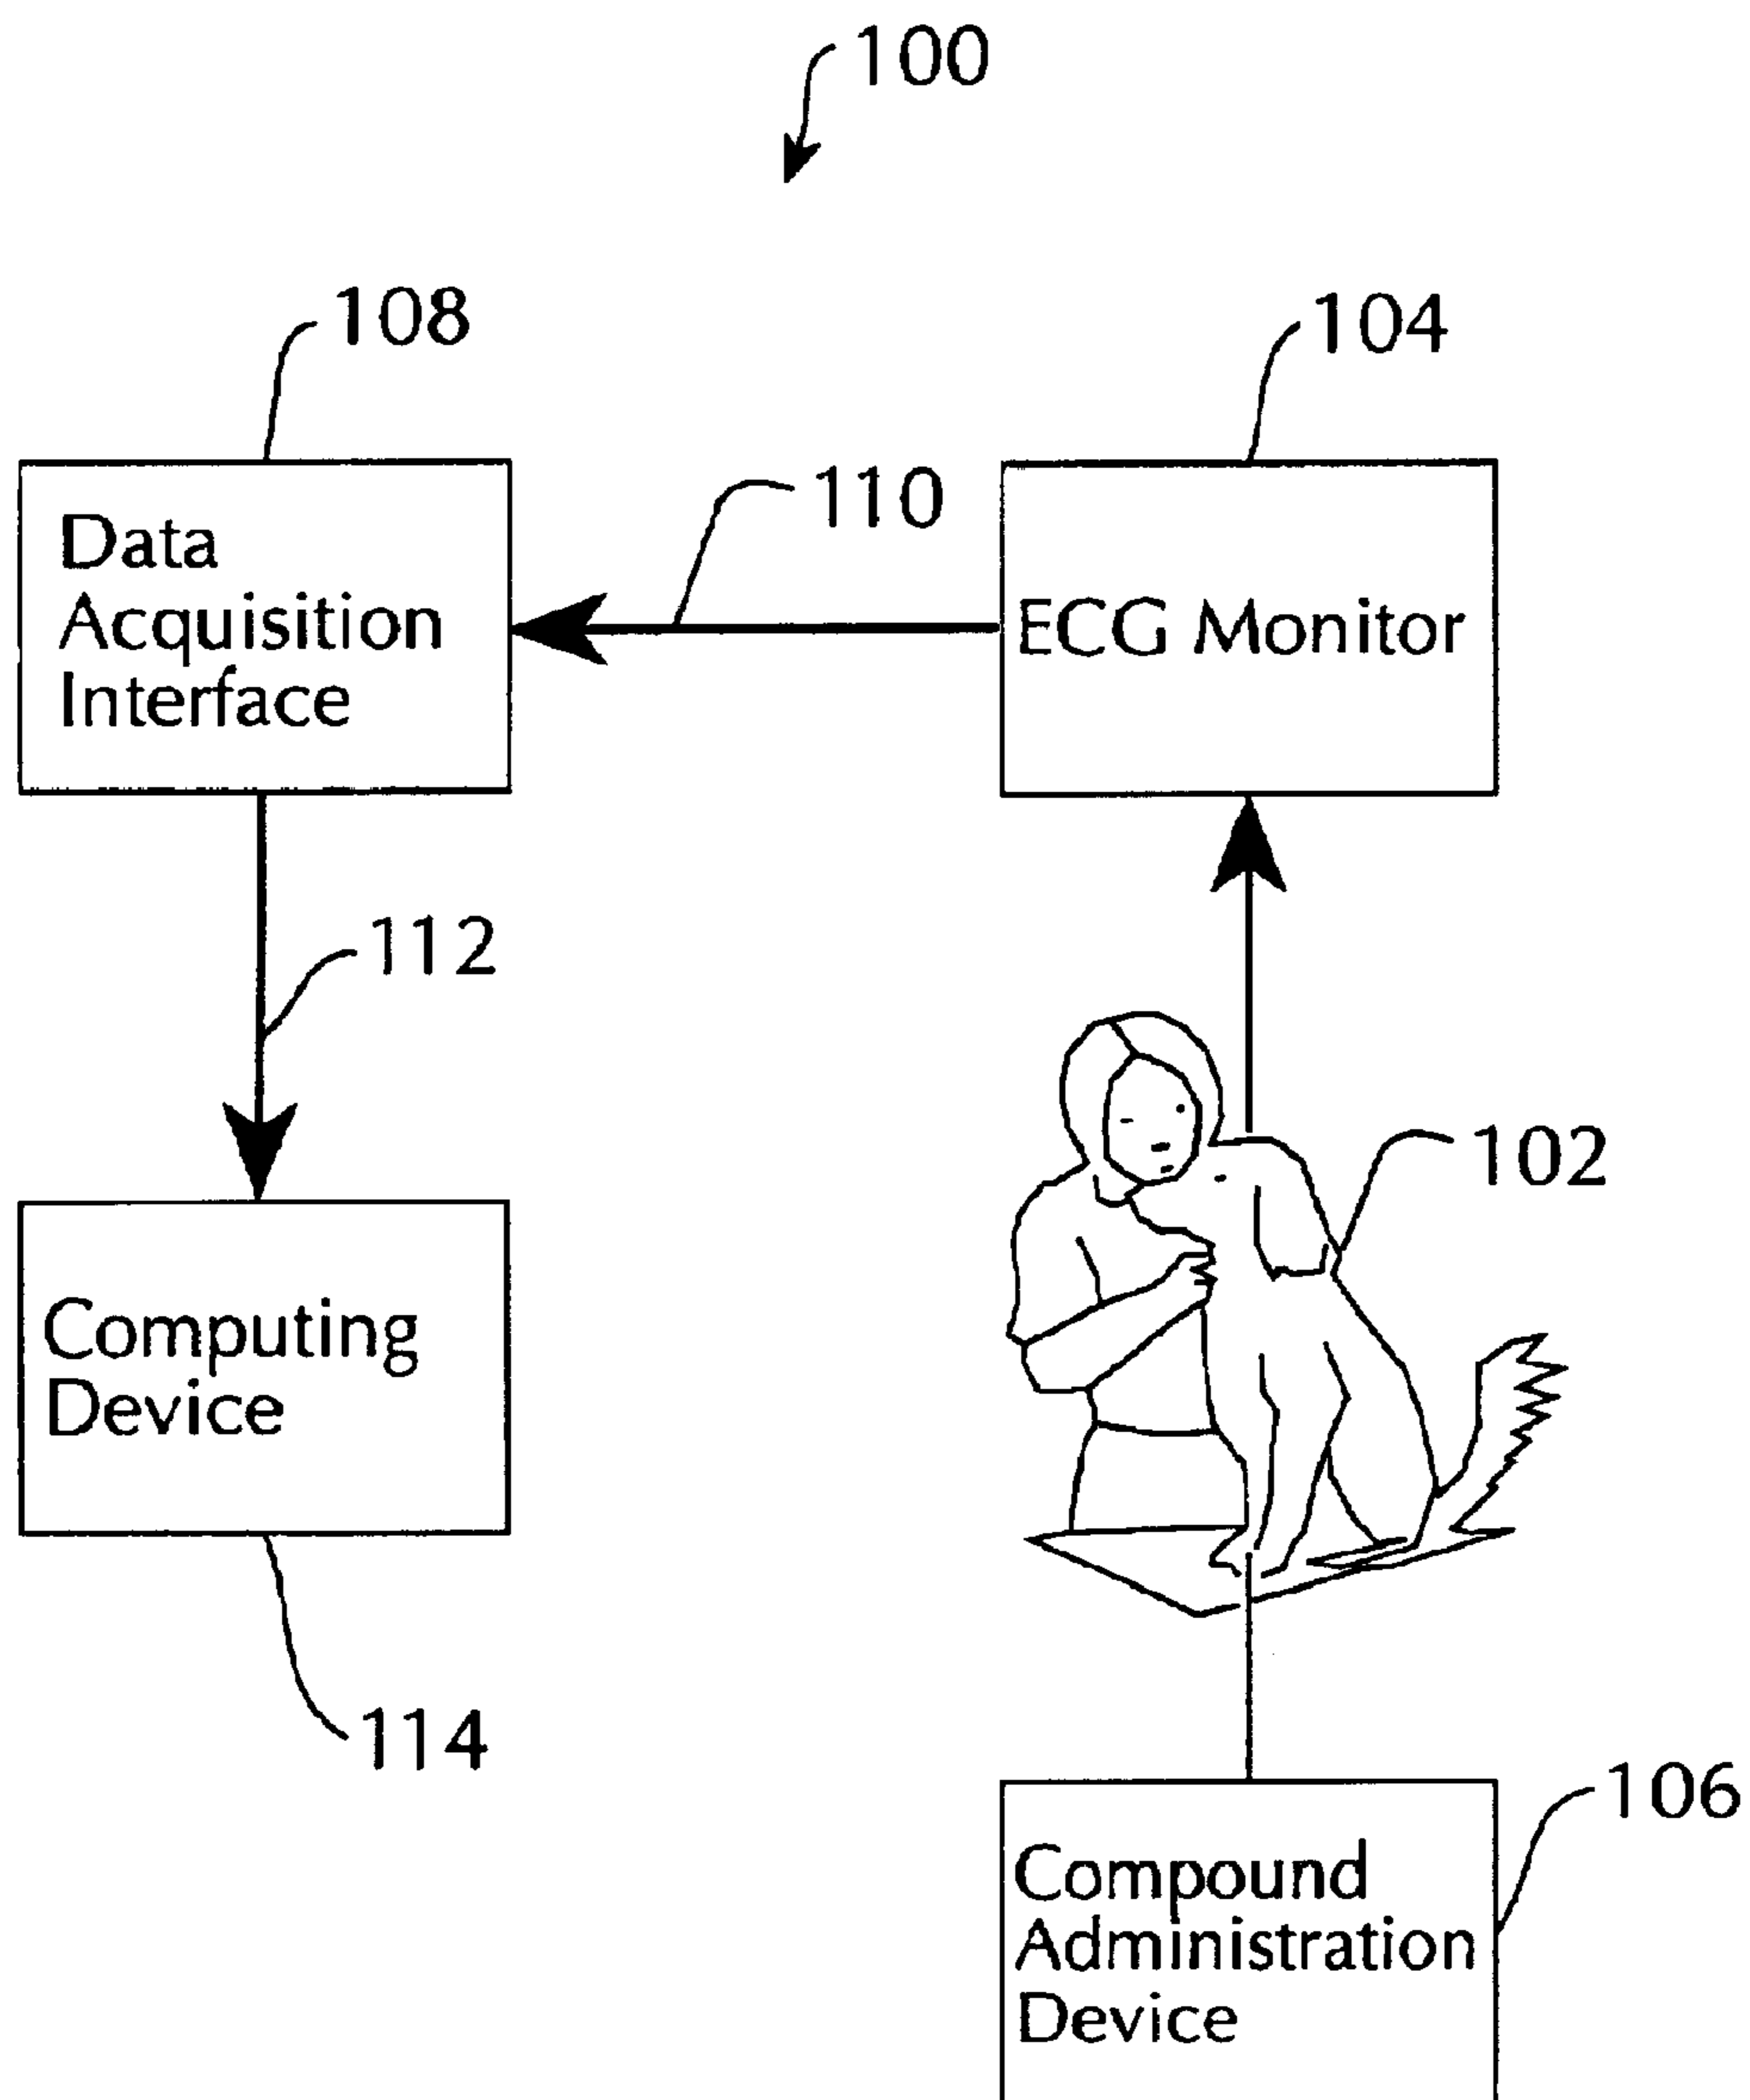 100
108
104
110
Data
Acquisition
Interface
ECG Monitor
112
102
Computing
Device
114
106
Compound
Administration
Device